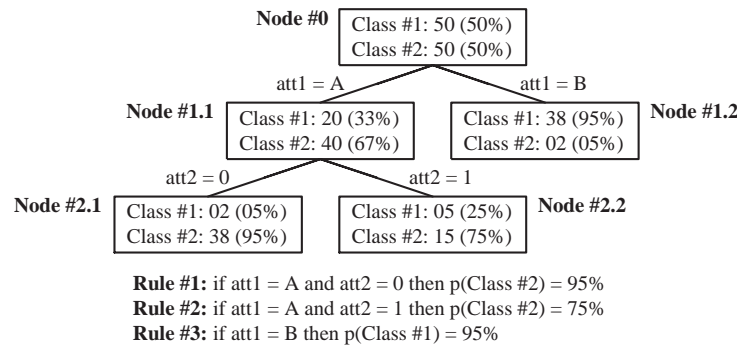 Node #0
Class #1: 50 (50%)
Class #2: 50 (50%)
att1 = A
att1 = B
Node #1.1
Class #1: 20 (33%)
Class #2: 40 (67%)
Class #1: 38 (95%)
Class #2: 02 (05%)
Node #1.2
att2 = 0
att2 = 1
Node #2.1
Class #1: 02 (05%)
Class #2: 38 (95%)
Class #1: 05 (25%)
Class #2: 15 (75%)
Node #2.2
Rule #1: if att1 = A and att2 = 0 then p(Class #2) = 95%
Rule #2: if att1 = A and att2 = 1 then p(Class #2) = 75%
Rule #3: if att1 = B then p(Class #1) = 95%